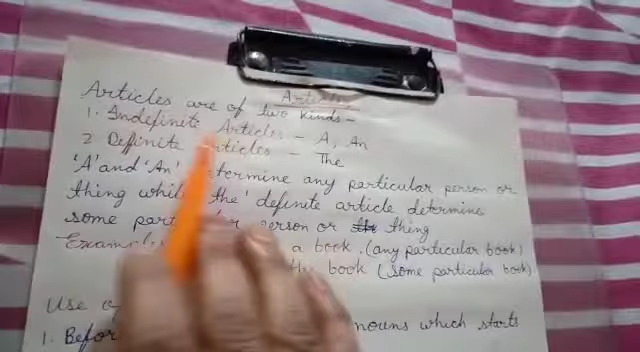 Articles
Articles are of two kinds-
1. Indefinite Articles - A, An
2 Definite Articles - The
'A' and 'An' determine any particular person or
thing while 'the' definite article determines
some person or thing
a book. (any particular book)
the book (some particular book)
Use
1. nouns which starts